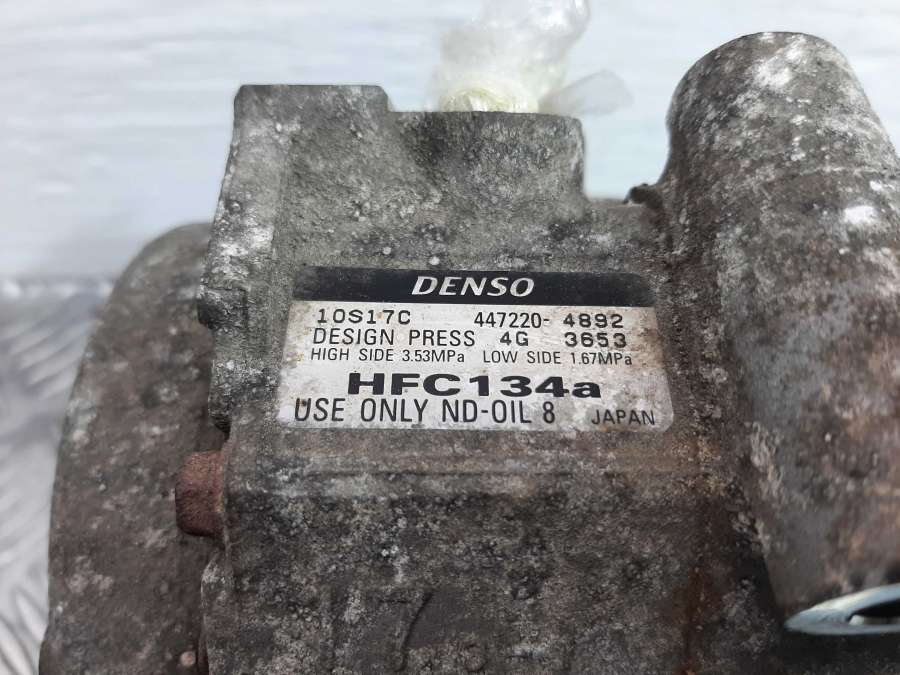 DENSO
10S17C 447220-4892
DESIGN PRESS 4G 3653
HIGH SIDE 3.53MPa LOW SIDE 1.67MPa
HFC134a
USE ONLY ND-OIL 8 JAPAN
17